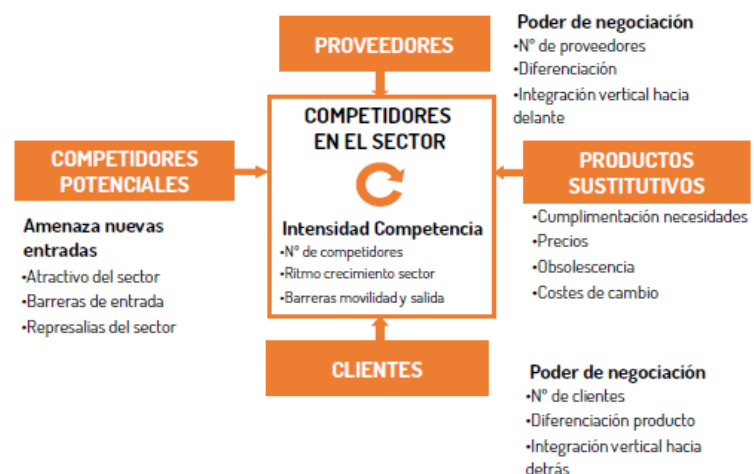 PROVEEDORES
Poder de negociación
•Nº de proveedores
•Diferenciación
•Integración vertical hacia
delante
COMPETIDORES
EN EL SECTOR
Intensidad Competencia
•Nº de competidores
•Ritmo crecimiento sector
•Barreras movilidad y salida
COMPETIDORES
POTENCIALES
Amenaza nuevas
entradas
•Atractivo del sector
•Barreras de entrada
•Represalias del sector
PRODUCTOS
SUSTITUTIVOS
•Cumplimentación necesidades
•Precios
•Obsolescencia
•Costes de cambio
CLIENTES
Poder de negociación
•Nº de clientes
•Diferenciación producto
•Integración vertical hacia
detrás